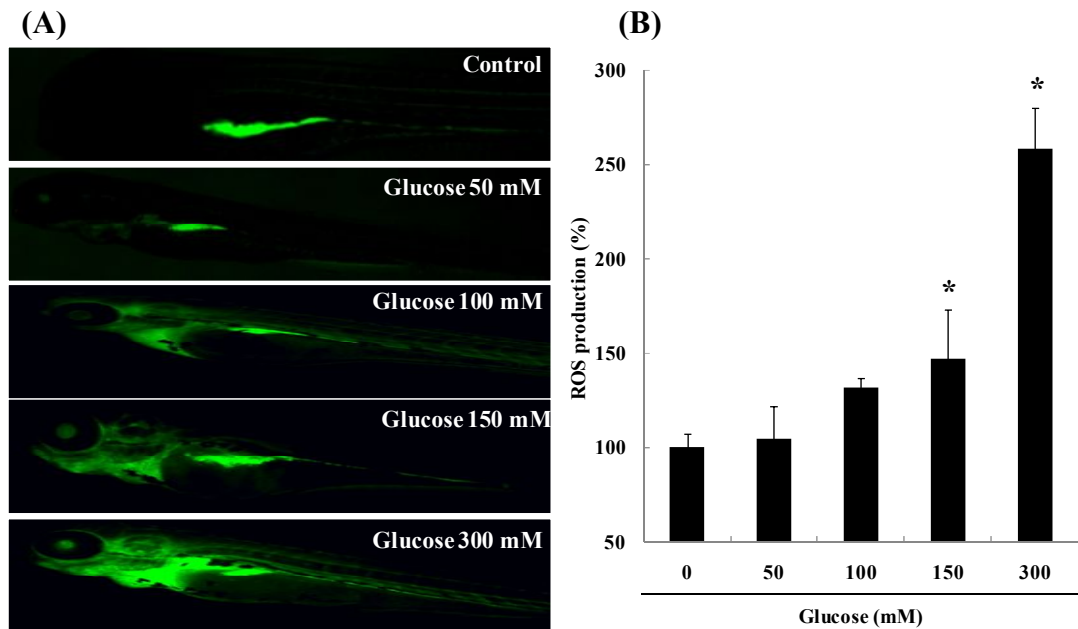 (A)
Control
Glucose 50 mM
Glucose 100 mM
Glucose 150 mM
Glucose 300 mM
(B)
ROS production (%)
300
250
200
150
100
50
*
*
0 50 100 150 300
Glucose (mM)